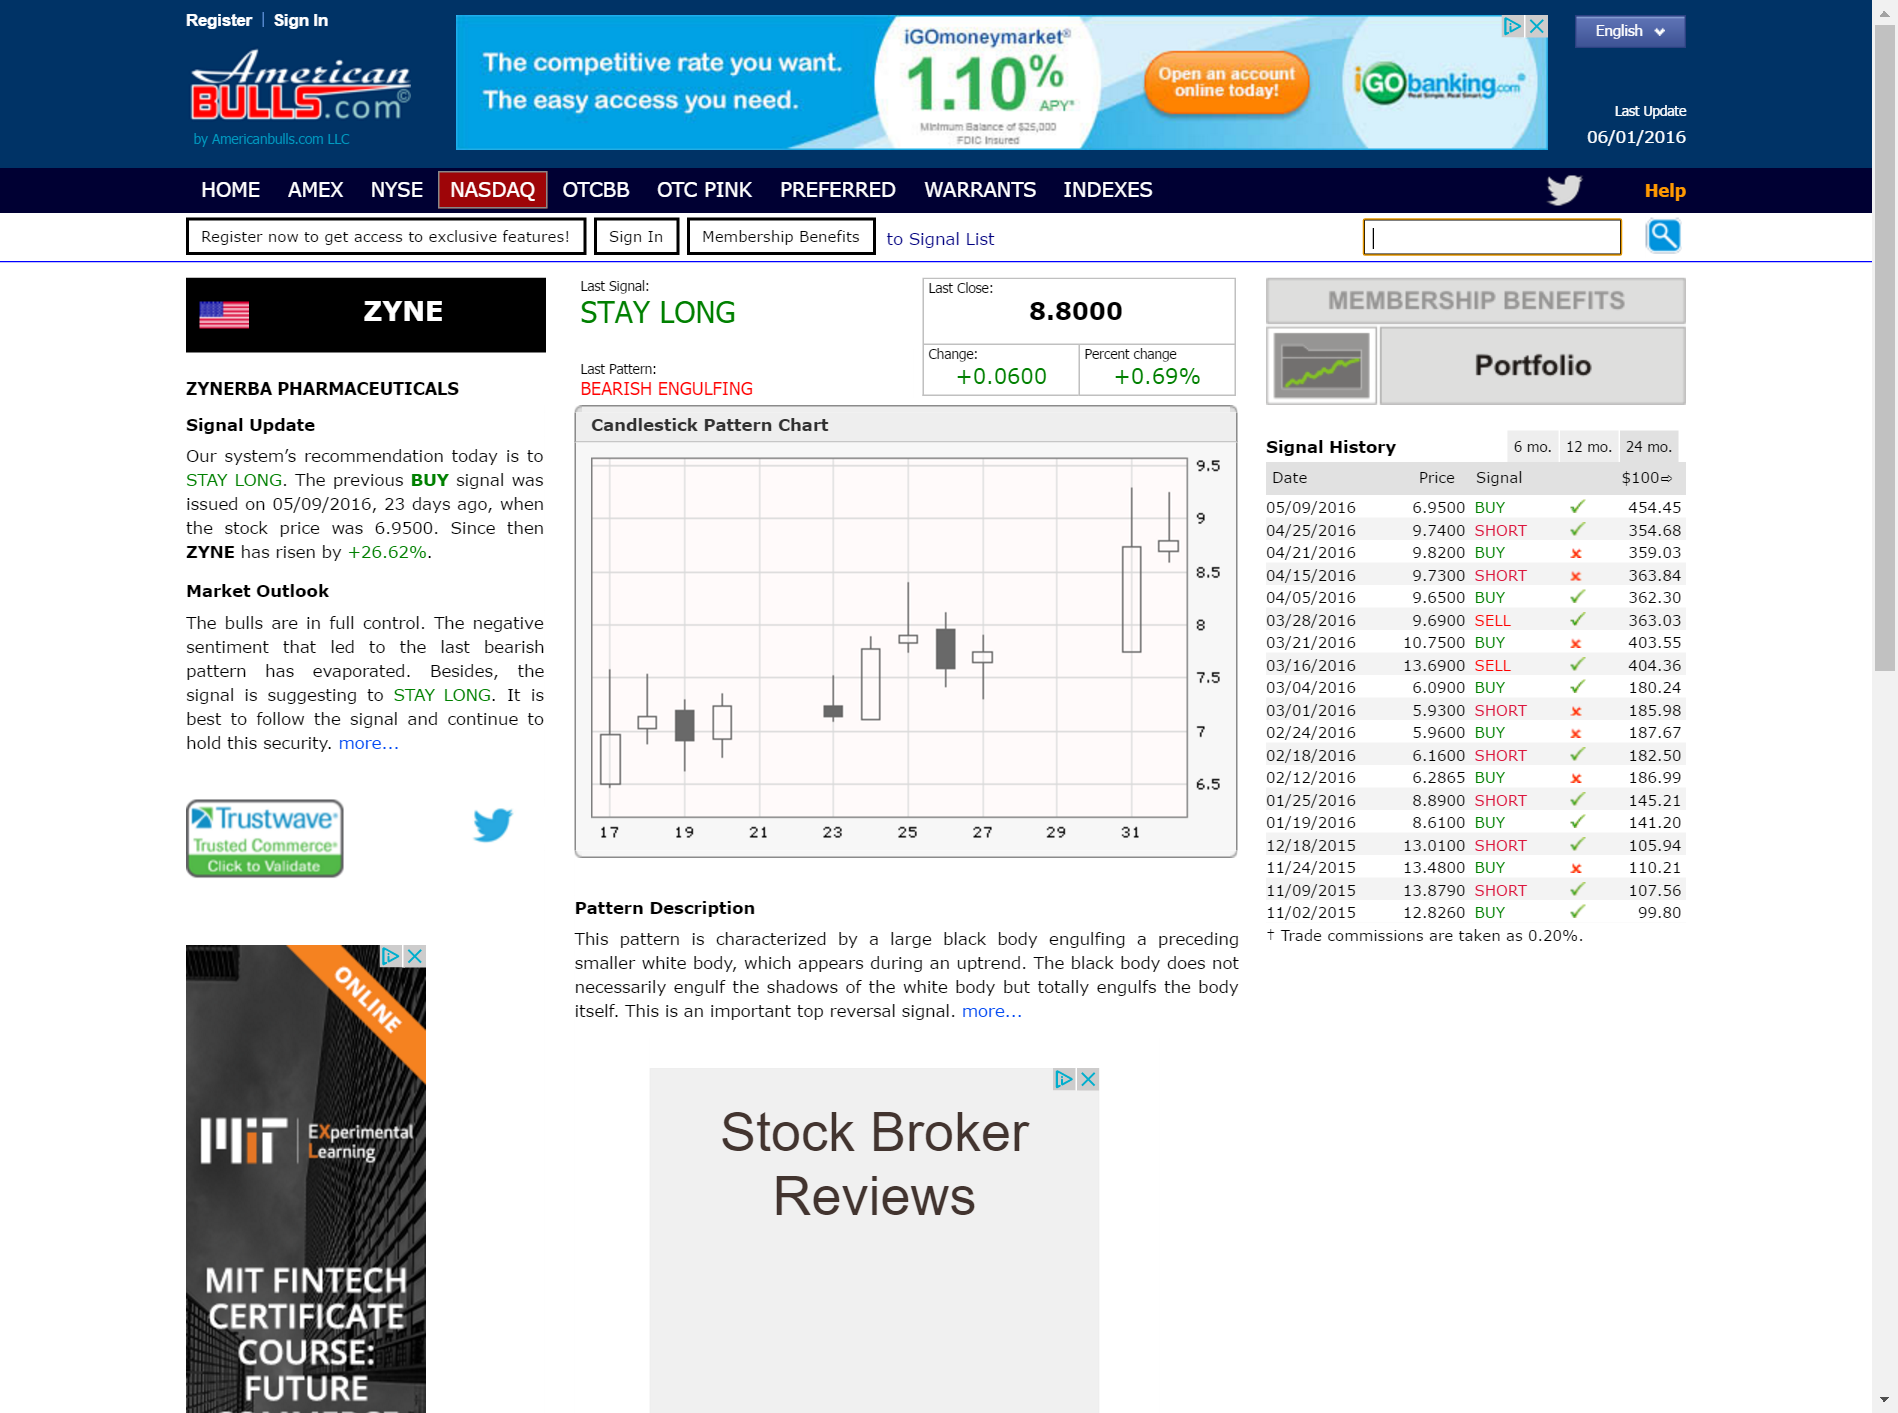 Register | Sign In
American
BULLS.com©
by Americanbulls.com LLC
The competitive rate you want.
The easy access you need.
iGOmoneymarket®
1.10% APY*
Minimum Balance of $25,000
FDIC Insured
Open an account
online today!
iGObanking.com®
Real Simple. Real Smart.
English
Last Update
06/01/2016
HOME AMEX NYSE NASDAQ OTCBB OTC PINK PREFERRED WARRANTS INDEXES Help
Register now to get access to exclusive features! Sign In Membership Benefits to Signal List
ZYNE
ZYNERBA PHARMACEUTICALS
Signal Update
Our system’s recommendation today is to
STAY LONG. The previous BUY signal was
issued on 05/09/2016, 23 days ago, when
the stock price was 6.9500. Since then
ZYNE has risen by +26.62%.
Market Outlook
The bulls are in full control. The negative
sentiment that led to the last bearish
pattern has evaporated. Besides, the
signal is suggesting to STAY LONG. It is
best to follow the signal and continue to
hold this security. more...
Trustwave®
Trusted Commerce®
Click to Validate
ONLINE
MIT EXperimental
Learning
MIT FINTECH
CERTIFICATE
COURSE:
FUTURE
COMMERCE
Last Signal:
STAY LONG
Last Pattern:
BEARISH ENGULFING
Last Close:
8.8000
Change:
+0.0600
Percent change
+0.69%
Candlestick Pattern Chart
9.5
9
8.5
8
7.5
7
6.5
17 19 21 23 25 27 29 31
Pattern Description
This pattern is characterized by a large black body engulfing a preceding
smaller white body, which appears during an uptrend. The black body does not
necessarily engulf the shadows of the white body but totally engulfs the body
itself. This is an important top reversal signal. more...
Stock Broker
Reviews
MEMBERSHIP BENEFITS
Portfolio
Signal History 6 mo. 12 mo. 24 mo.
Date Price Signal $100⇨
05/09/2016 6.9500 BUY 454.45
04/25/2016 9.7400 SHORT 354.68
04/21/2016 9.8200 BUY 359.03
04/15/2016 9.7300 SHORT 363.84
04/05/2016 9.6500 BUY 362.30
03/28/2016 9.6900 SELL 363.03
03/21/2016 10.7500 BUY 403.55
03/16/2016 13.6900 SELL 404.36
03/04/2016 6.0900 BUY 180.24
03/01/2016 5.9300 SHORT 185.98
02/24/2016 5.9600 BUY 187.67
02/18/2016 6.1600 SHORT 182.50
02/12/2016 6.2865 BUY 186.99
01/25/2016 8.8900 SHORT 145.21
01/19/2016 8.6100 BUY 141.20
12/18/2015 13.0100 SHORT 105.94
11/24/2015 13.4800 BUY 110.21
11/09/2015 13.8790 SHORT 107.56
11/02/2015 12.8260 BUY 99.80
† Trade commissions are taken as 0.20%.